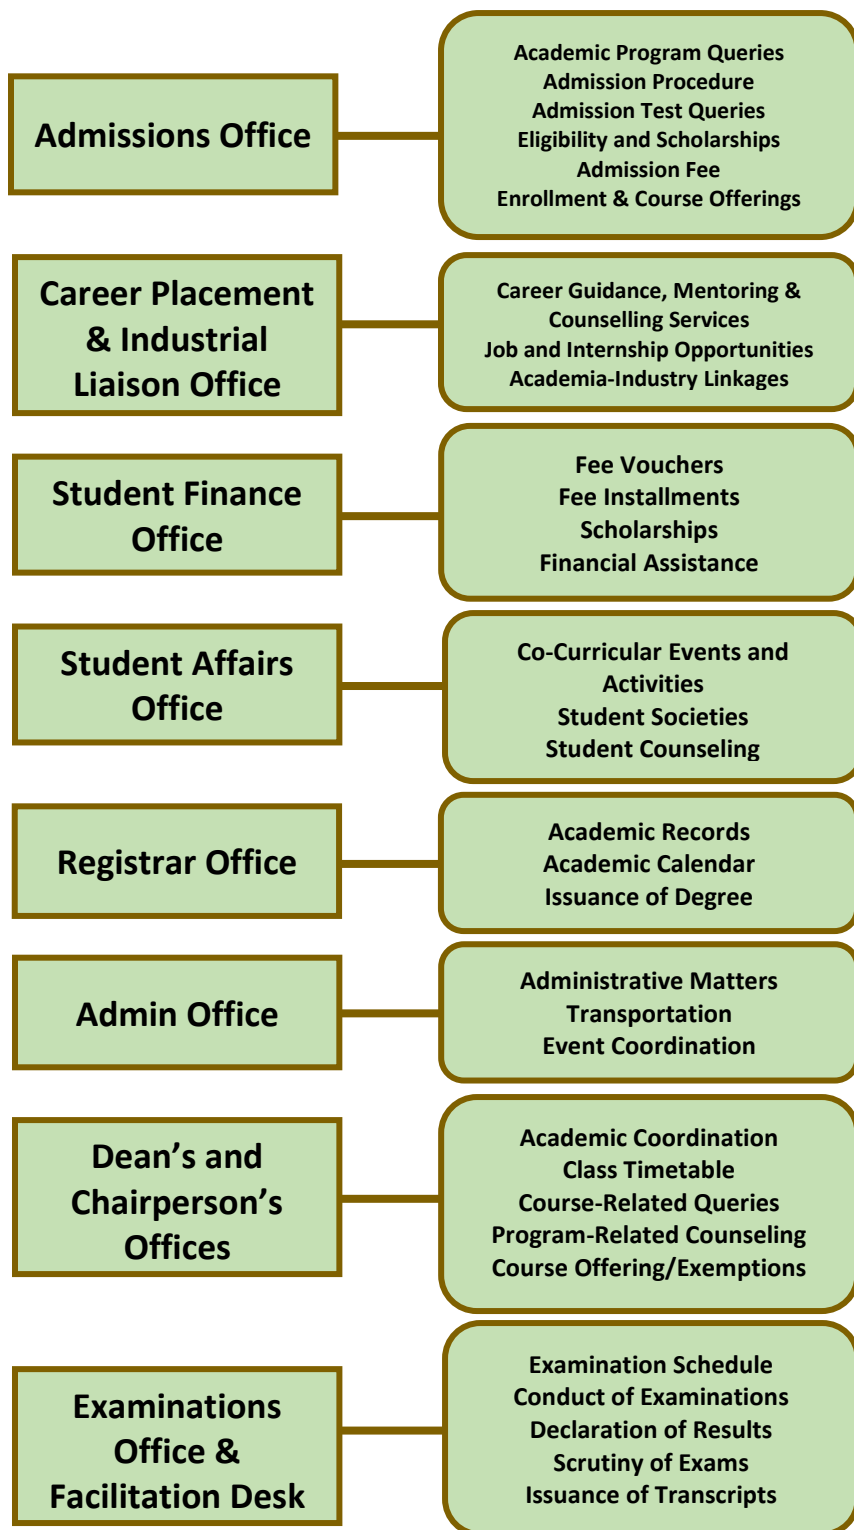 Admissions Office
Academic Program Queries
Admission Procedure
Admission Test Queries
Eligibility and Scholarships
Admission Fee
Enrollment & Course Offerings
Career Placement
& Industrial
Liaison Office
Career Guidance, Mentoring &
Counselling Services
Job and Internship Opportunities
Academia-Industry Linkages
Student Finance
Office
Fee Vouchers
Fee Installments
Scholarships
Financial Assistance
Student Affairs
Office
Co-Curricular Events and
Activities
Student Societies
Student Counseling
Registrar Office
Academic Records
Academic Calendar
Issuance of Degree
Admin Office
Administrative Matters
Transportation
Event Coordination
Dean’s and
Chairperson’s
Offices
Academic Coordination
Class Timetable
Course-Related Queries
Program-Related Counseling
Course Offering/Exemptions
Examinations
Office &
Facilitation Desk
Examination Schedule
Conduct of Examinations
Declaration of Results
Scrutiny of Exams
Issuance of Transcripts